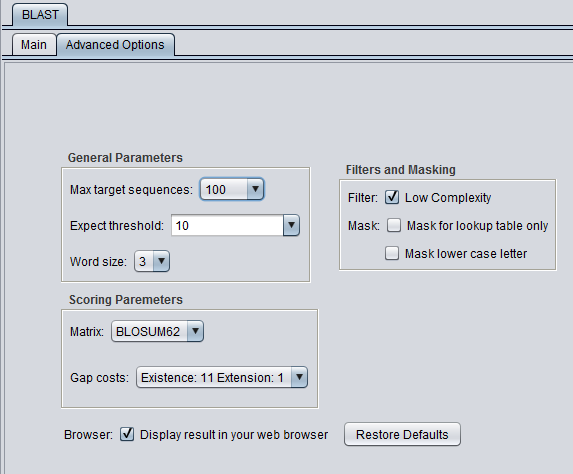 BLAST
Main Advanced Options
General Parameters
Max target sequences: 100
Expect threshold: 10
Word size: 3
Filters and Masking
Filter: Low Complexity
Mask: Mask for lookup table only
Mask lower case letter
Scoring Paremeters
Matrix: BLOSUM62
Gap costs: Existence: 11 Extension: 1
Browser: Display result in your web browser Restore Defaults